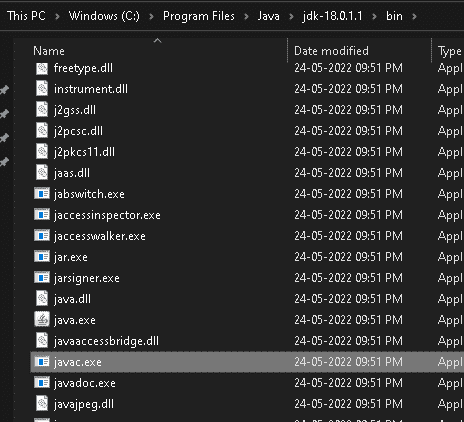 This PC > Windows (C:) > Program Files > Java > jdk-18.0.1.1 > bin >
Name Date modified Type
freetype.dll 24-05-2022 09:51 PM Appl
instrument.dll 24-05-2022 09:51 PM Appl
j2gss.dll 24-05-2022 09:51 PM Appl
j2pcsc.dll 24-05-2022 09:51 PM Appl
j2pkcs11.dll 24-05-2022 09:51 PM Appl
jaas.dll 24-05-2022 09:51 PM Appl
jabswitch.exe 24-05-2022 09:51 PM Appl
jaccessinspector.exe 24-05-2022 09:51 PM Appl
jaccesswalker.exe 24-05-2022 09:51 PM Appl
jar.exe 24-05-2022 09:51 PM Appl
jarsigner.exe 24-05-2022 09:51 PM Appl
java.dll 24-05-2022 09:51 PM Appl
java.exe 24-05-2022 09:51 PM Appl
javaaccessbridge.dll 24-05-2022 09:51 PM Appl
javac.exe 24-05-2022 09:51 PM Appl
javadoc.exe 24-05-2022 09:51 PM Appl
javajpeg.dll 24-05-2022 09:51 PM Appl